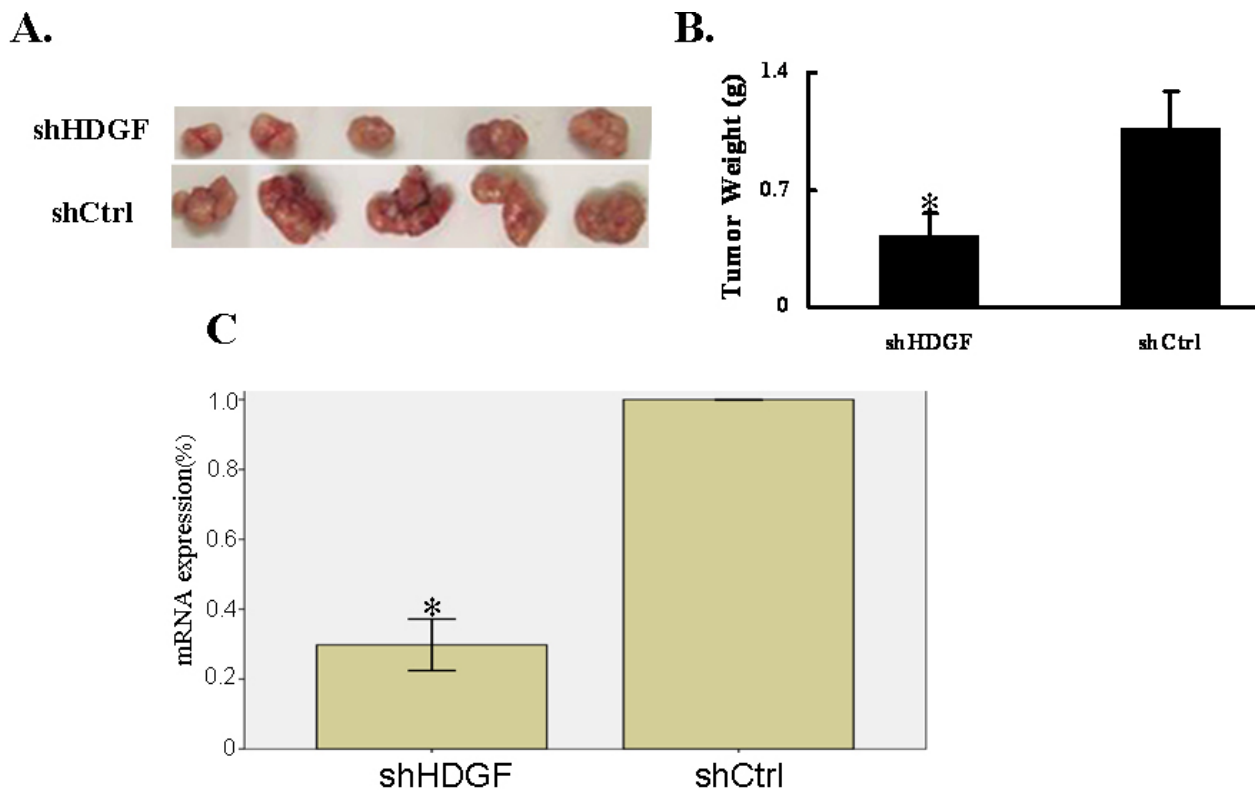 A.
shHDGF
shCtrl
B.
Tumor Weight (g)
1.4
0.7
0
*
shHDGF
shCtrl
C
mRNA expression(%)
1.0
0.8
0.6
0.4
0.2
0
*
shHDGF
shCtrl